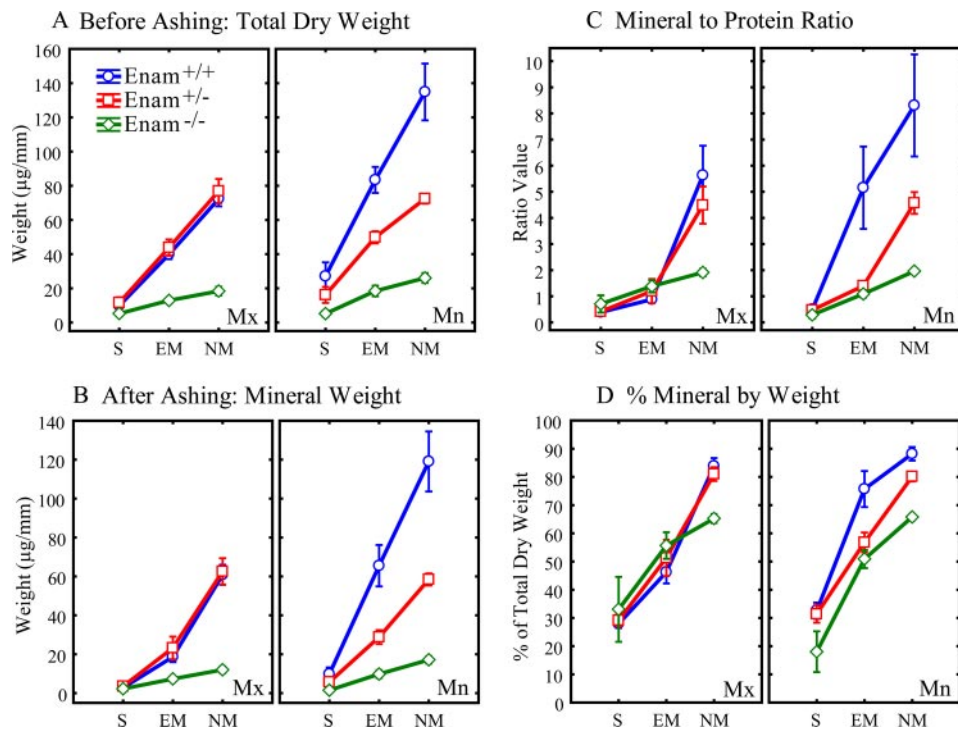 A Before Ashing: Total Dry Weight
160
140
120
100
80
60
40
20
0
Weight (µg/mm)
Enam+/+
Enam+/-
Enam-/-
Mx
Mn
S EM NM
S EM NM
B After Ashing: Mineral Weight
140
120
100
80
60
40
20
0
Weight (µg/mm)
Mx
Mn
S EM NM
S EM NM
C Mineral to Protein Ratio
10
9
8
7
6
5
4
3
2
1
0
Ratio Value
Mx
Mn
S EM NM
S EM NM
D % Mineral by Weight
100
90
80
70
60
50
40
30
20
10
0
% of Total Dry Weight
Mx
Mn
S EM NM
S EM NM